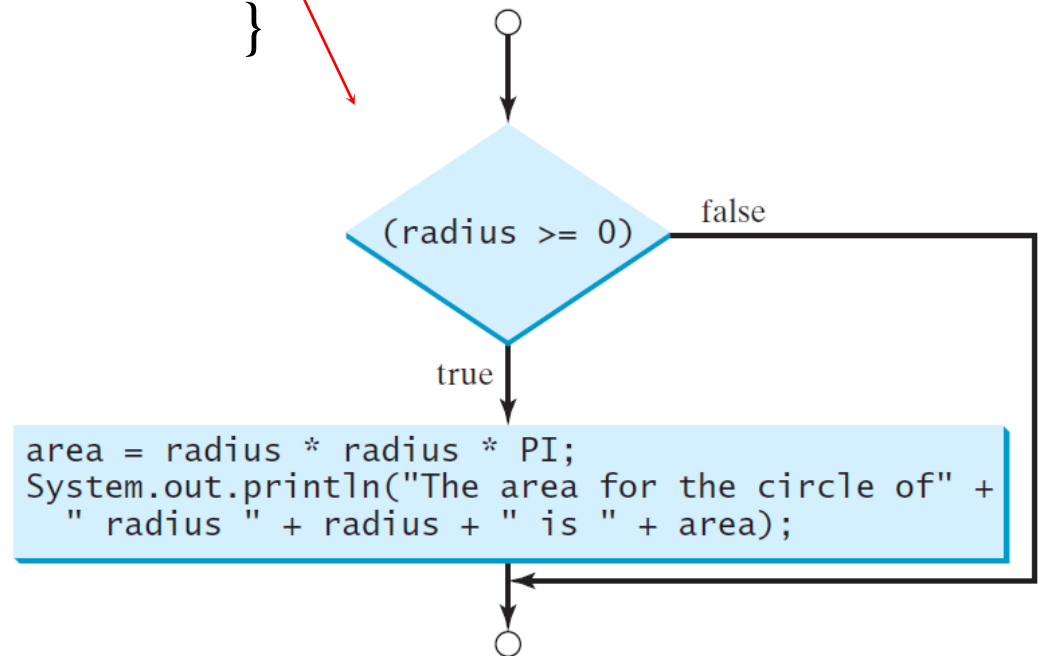 }
(radius >= 0)
false
true
area = radius * radius * PI;
System.out.println("The area for the circle of" +
" radius " + radius + " is " + area);